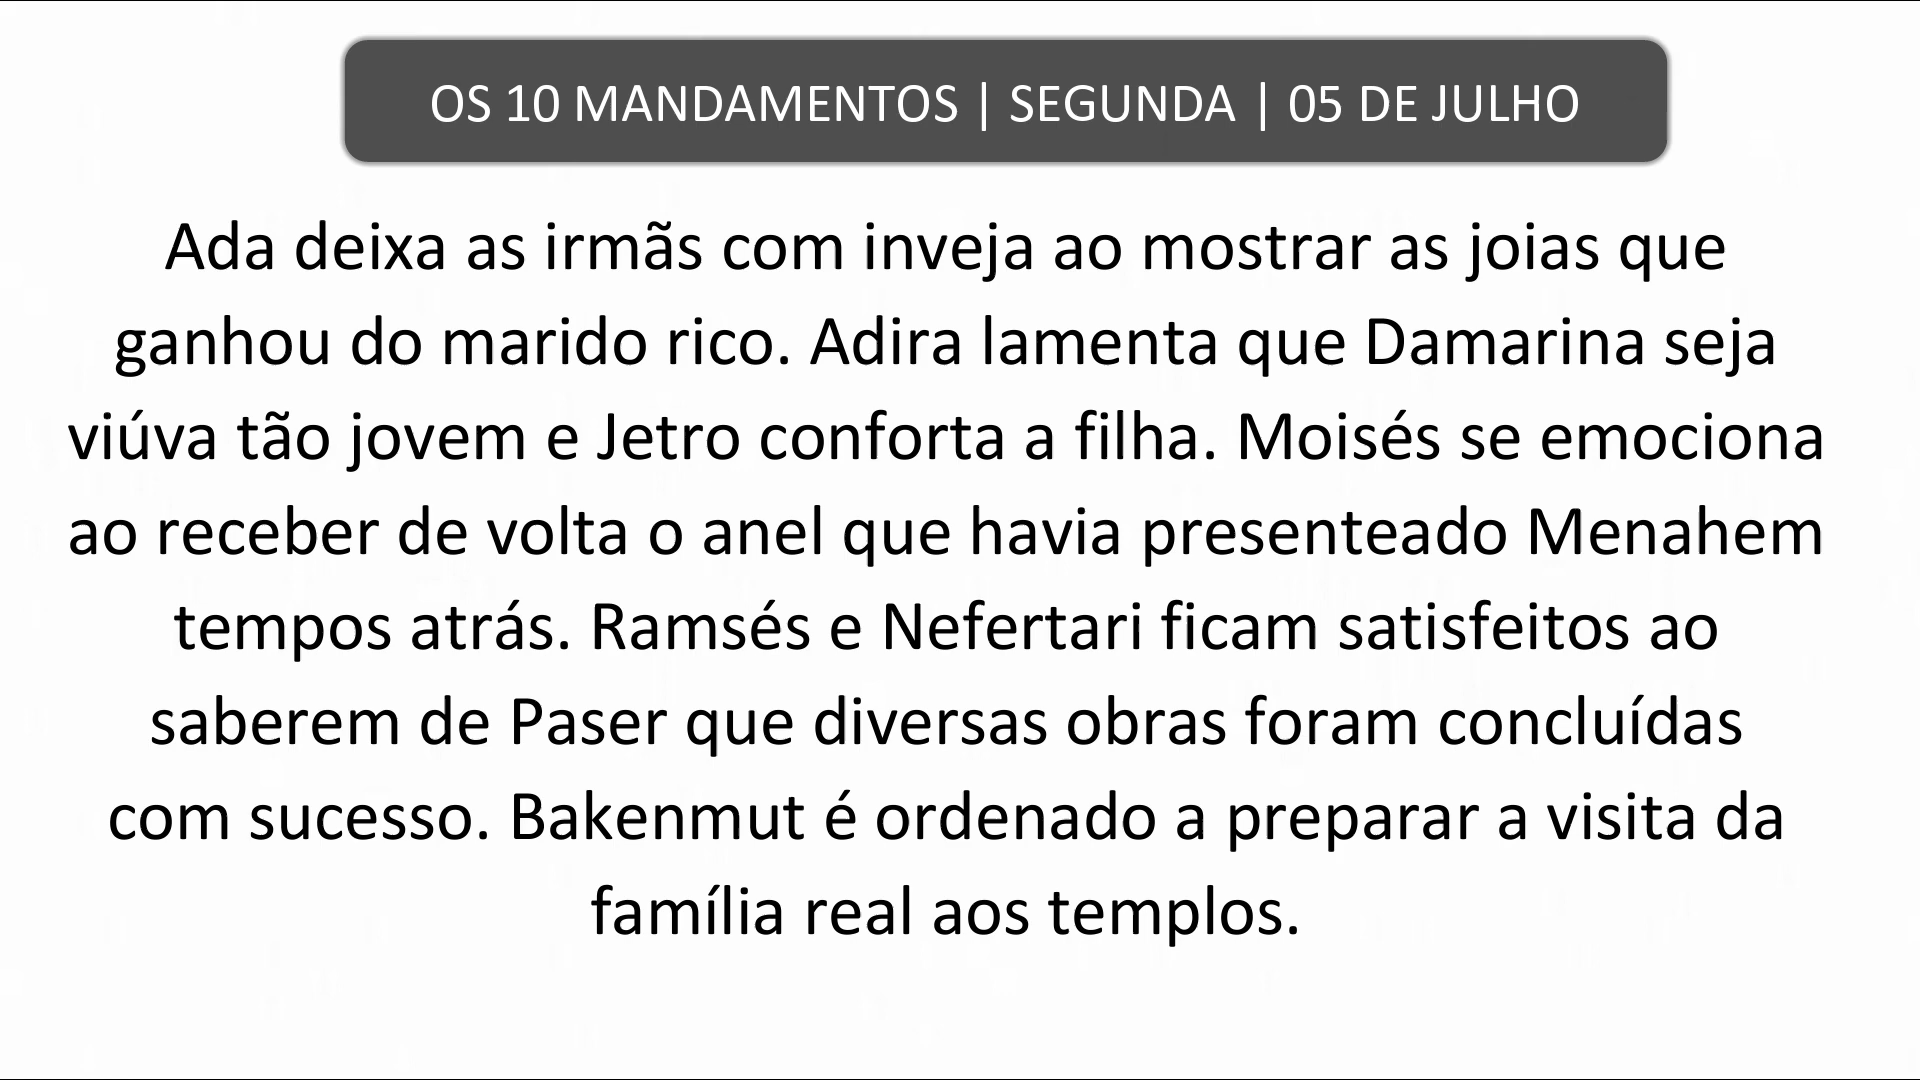 OS 10 MANDAMENTOS | SEGUNDA | 05 DE JULHO
Ada deixa as irmãs com inveja ao mostrar as joias que
ganhou do marido rico. Adira lamenta que Damarina seja
viúva tão jovem e Jetro conforta a filha. Moisés se emociona
ao receber de volta o anel que havia presenteado Menahem
tempos atrás. Ramsés e Nefertari ficam satisfeitos ao
saberem de Paser que diversas obras foram concluídas
com sucesso. Bakenmut é ordenado a preparar a visita da
família real aos templos.